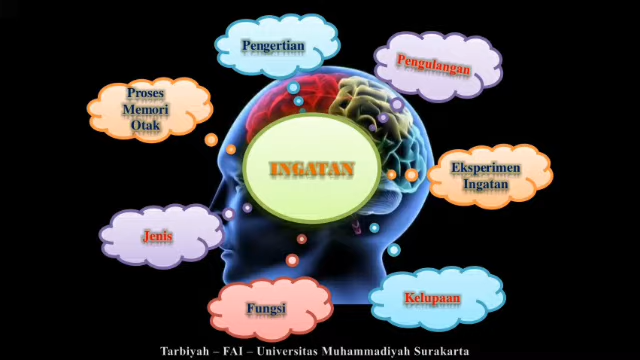 Pengertian
Pengulangan
Proses
Memori
Otak
INGATAN
Eksperimen
Ingatan
Jenis
Fungsi
Kelupaan
Tarbiyah – FAI – Universitas Muhammadiyah Surakarta